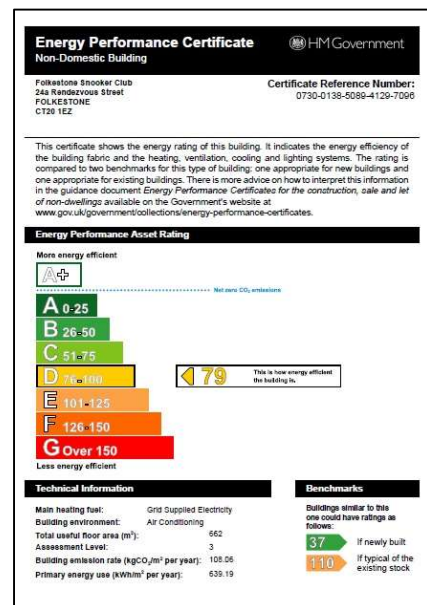 Energy Performance Certificate
Non-Domestic Building
HM Government
Folkestone Snooker Club
24a Rendezvous Street
FOLKESTONE
CT20 1EZ
Certificate Reference Number:
0730-0138-5089-4129-7096
This certificate shows the energy rating of this building. It indicates the energy efficiency of
the building fabric and the heating, ventilation, cooling and lighting systems. The rating is
compared to two benchmarks for this type of building: one appropriate for new buildings and
one appropriate for existing buildings. There is more advice on how to interpret this information
in the guidance document Energy Performance Certificates for the construction, sale and let
of non-dwellings available on the Government's website at
www.gov.uk/government/collections/energy-performance-certificates.
Energy Performance Asset Rating
More energy efficient
A+
Net zero CO2 emissions
A 0-25
B 26-50
C 51-75
D 76-100
79
This is how energy efficient
the building is.
E 101-125
F 126-150
G Over 150
Less energy efficient
Technical Information
Main heating fuel: Grid Supplied Electricity
Building environment: Air Conditioning
Total useful floor area (m²): 662
Assessment Level: 3
Building emission rate (kgCO2/m² per year): 108.06
Primary energy use (kWh/m² per year): 639.19
Benchmarks
Buildings similar to this
one could have ratings as
follows:
37 If newly built
110 If typical of the
existing stock